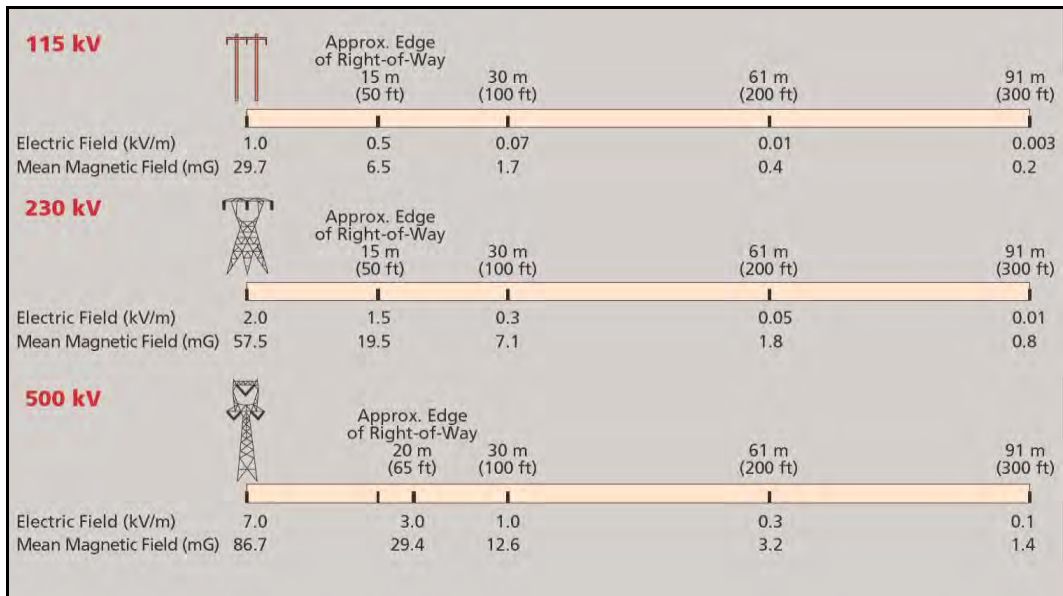 115 kV
Approx. Edge
of Right-of-Way
15 m 30 m 61 m 91 m
(50 ft) (100 ft) (200 ft) (300 ft)
Electric Field (kV/m) 1.0 0.5 0.07 0.01 0.003
Mean Magnetic Field (mG) 29.7 6.5 1.7 0.4 0.2
230 kV
Approx. Edge
of Right-of-Way
15 m 30 m 61 m 91 m
(50 ft) (100 ft) (200 ft) (300 ft)
Electric Field (kV/m) 2.0 1.5 0.3 0.05 0.01
Mean Magnetic Field (mG) 57.5 19.5 7.1 1.8 0.8
500 kV
Approx. Edge
of Right-of-Way
20 m 30 m 61 m 91 m
(65 ft) (100 ft) (200 ft) (300 ft)
Electric Field (kV/m) 7.0 3.0 1.0 0.3 0.1
Mean Magnetic Field (mG) 86.7 29.4 12.6 3.2 1.4